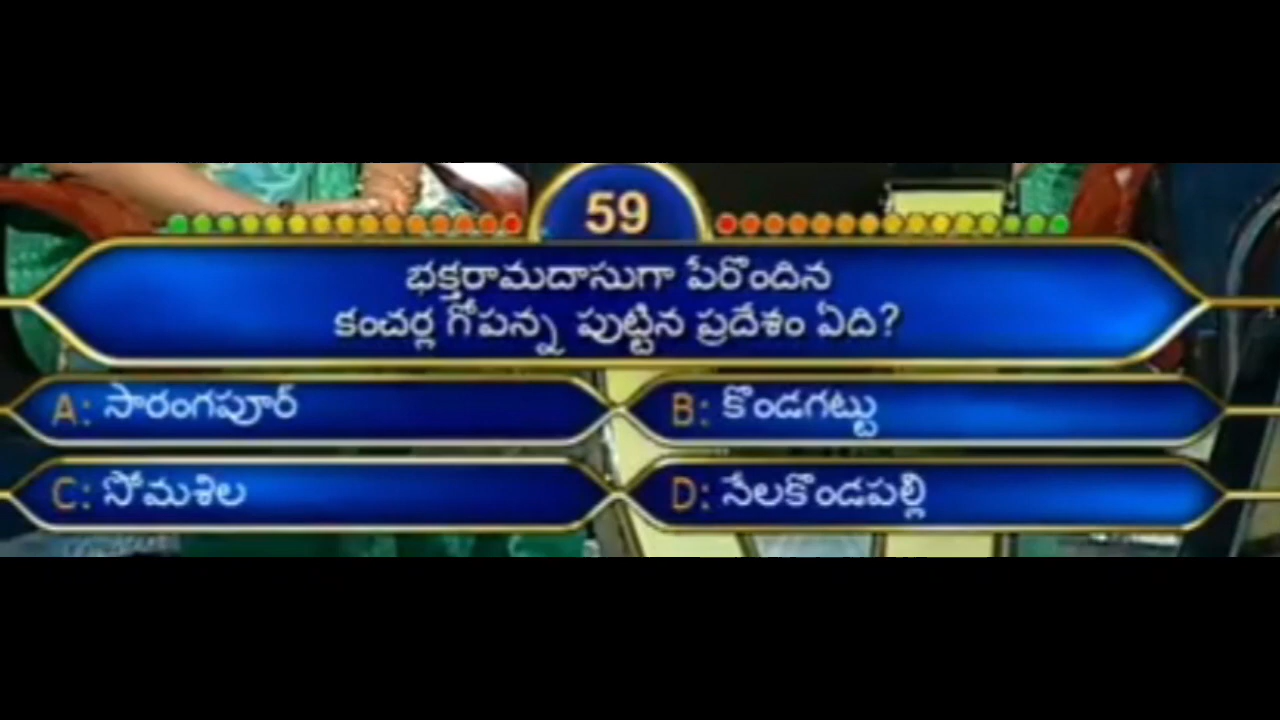 59
భక్తరామదాసుగా పేరొందిన
కంచర్ల గోపన్న పుట్టిన ప్రదేశం ఏది?
A: సారంగపూర్
B: కొండగట్టు
C: సోమశిల
D: నేలకొండపల్లి